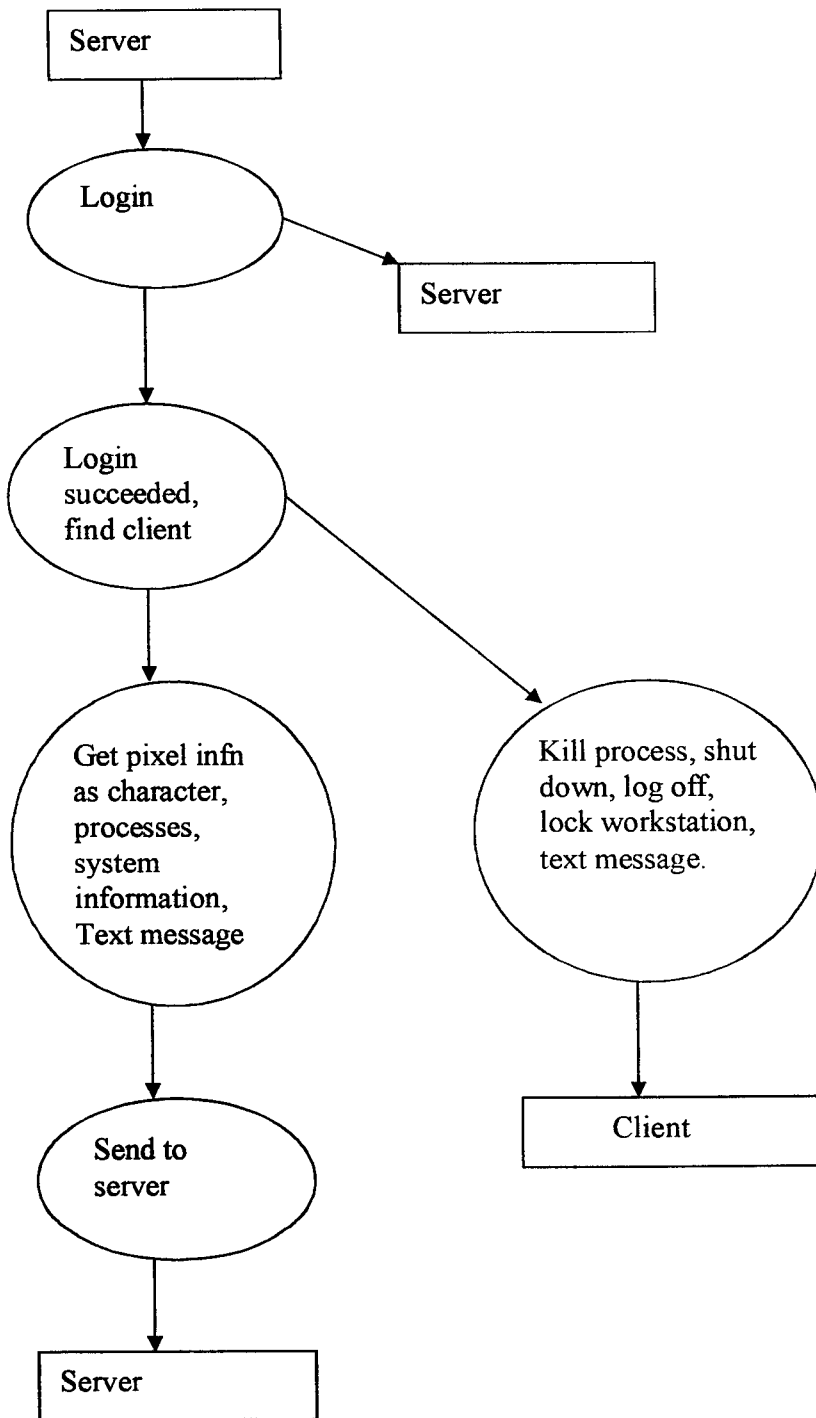 Server
Login
Server
Login
succeeded,
find client
Get pixel infn
as character,
processes,
system
information,
Text message
Kill process, shut
down, log off,
lock workstation,
text message.
Send to
server
Client
Server